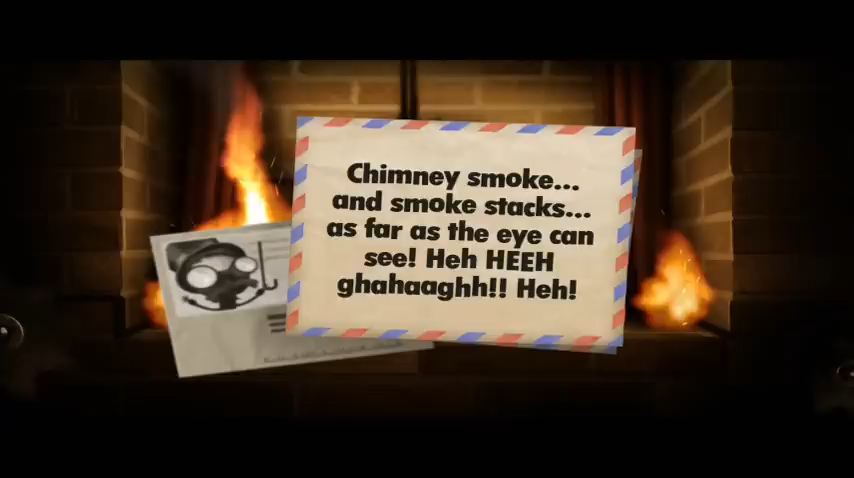 Chimney smoke...
and smoke stacks...
as far as the eye can
see! Heh HEEH
ghahaaghh!! Heh!